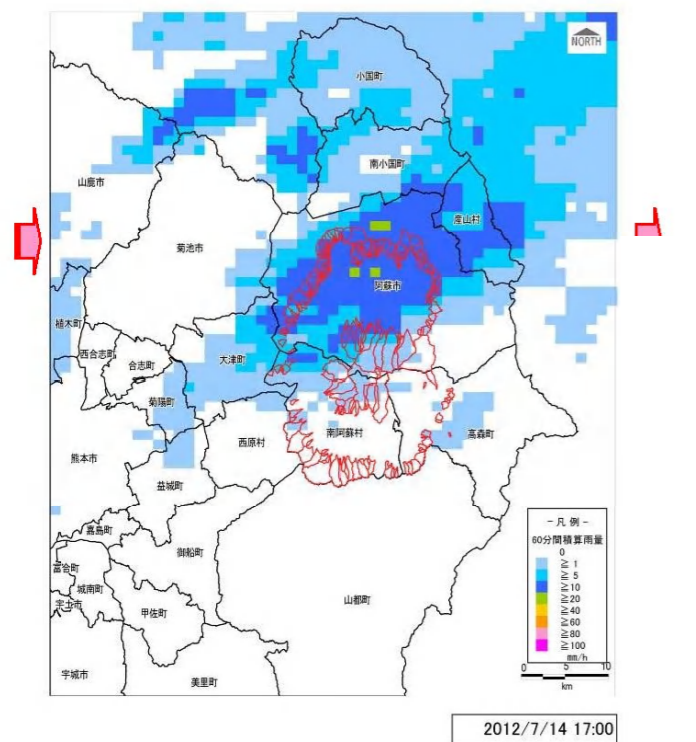 NORTH
小国町
南小国町
山鹿市
産山村
菊池市
阿蘇市
植木町
西合志町
合志町
大津町
菊陽町
西原村
南阿蘇村
高森町
熊本市
益城町
嘉島町
御船町
富合町
城南町
宇土市
甲佐町
山都町
宇城市
美里町
- 凡 例 -
60分間積算雨量
0
≧ 1
≧ 5
≧ 10
≧ 20
≧ 40
≧ 60
≧ 80
≧ 100
mm/h
0 5 10
km
2012/7/14 17:00